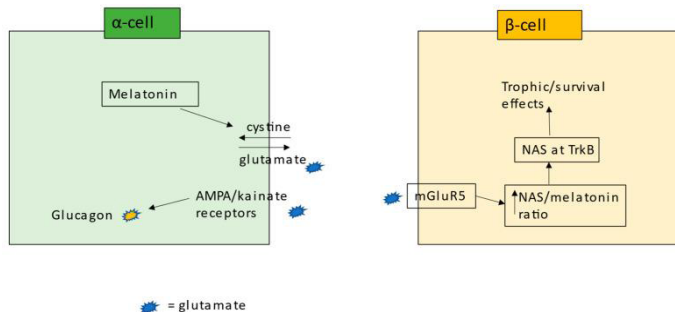 α-cell
β-cell
Melatonin
cystine
glutamate
AMPA/kainate
receptors
Glucagon
Trophic/survival
effects
NAS at TrkB
mGluR5
NAS/melatonin
ratio
= glutamate